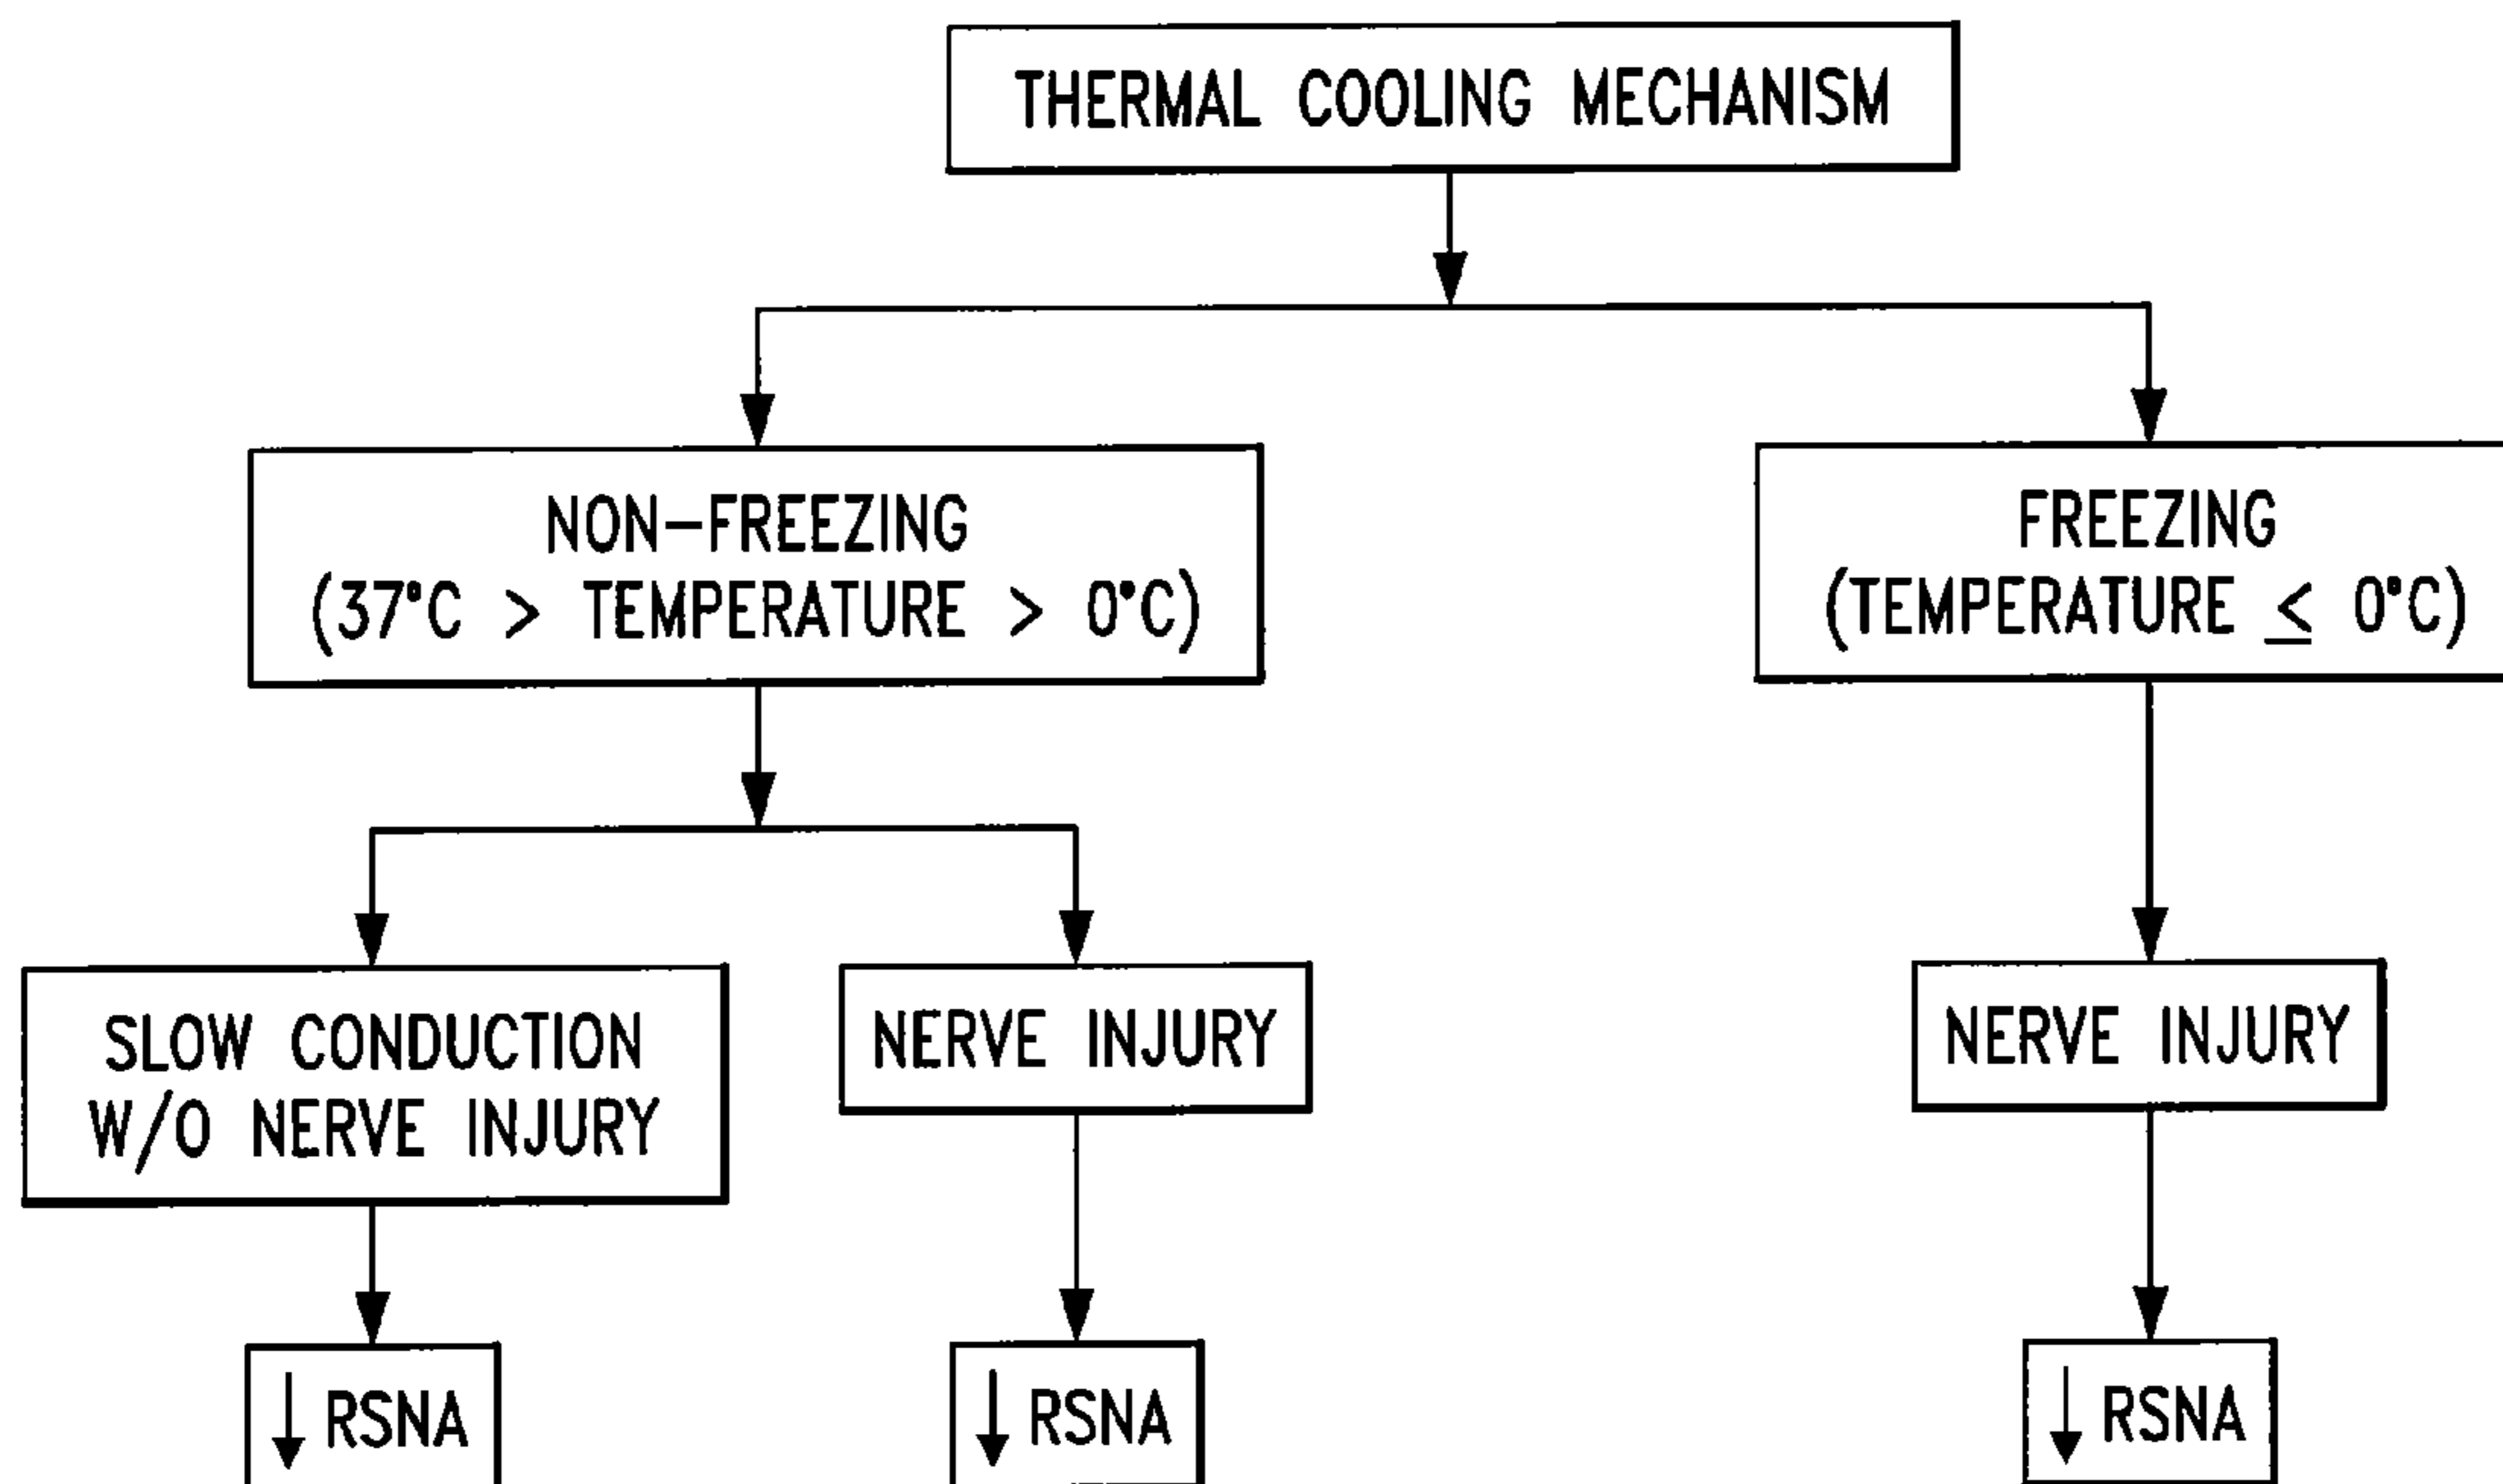 THERMAL COOLING MECHANISM
NON-FREEZING
(37°C > TEMPERATURE > 0°C)
FREEZING
(TEMPERATURE ≤ 0°C)
SLOW CONDUCTION
W/O NERVE INJURY
NERVE INJURY
NERVE INJURY
↓ RSNA
↓ RSNA
↓ RSNA